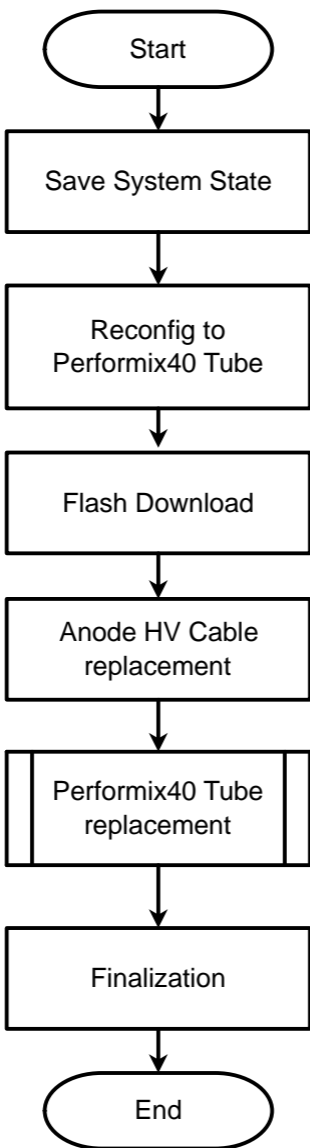 Start
Save System State
Reconfig to
Performix40 Tube
Flash Download
Anode HV Cable
replacement
Performix40 Tube
replacement
Finalization
End